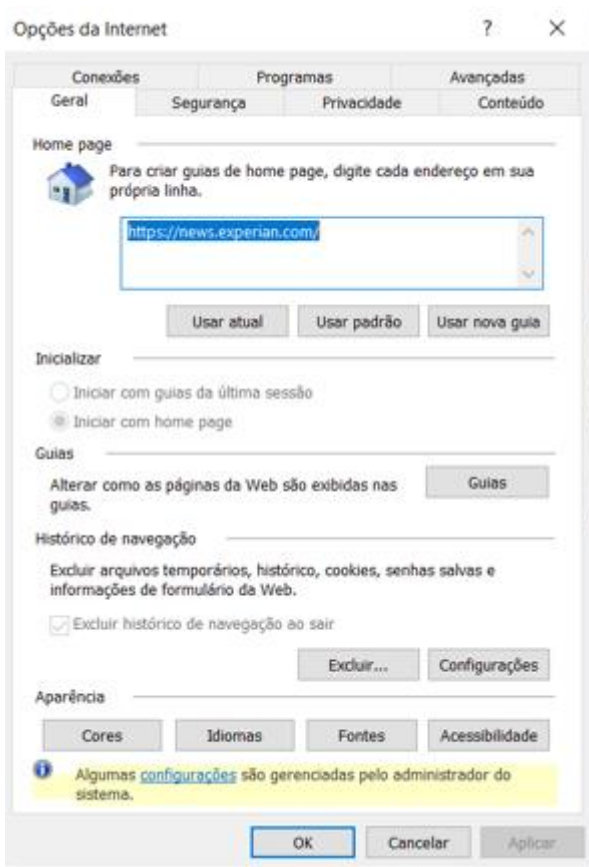 Opções da Internet ? ✕
Conexões Programas Avançadas
Geral Segurança Privacidade Conteúdo
Home page
Para criar guias de home page, digite cada endereço em sua
própria linha.
https://news.experian.com/
Usar atual Usar padrão Usar nova guia
Inicializar
Iniciar com guias da última sessão
Iniciar com home page
Guias
Alterar como as páginas da Web são exibidas nas
guias.
Guias
Histórico de navegação
Excluir arquivos temporários, histórico, cookies, senhas salvas e
informações de formulário da Web.
Excluir histórico de navegação ao sair
Excluir... Configurações
Aparência
Cores Idiomas Fontes Acessibilidade
Algumas configurações são gerenciadas pelo administrador do
sistema.
OK Cancelar Aplicar